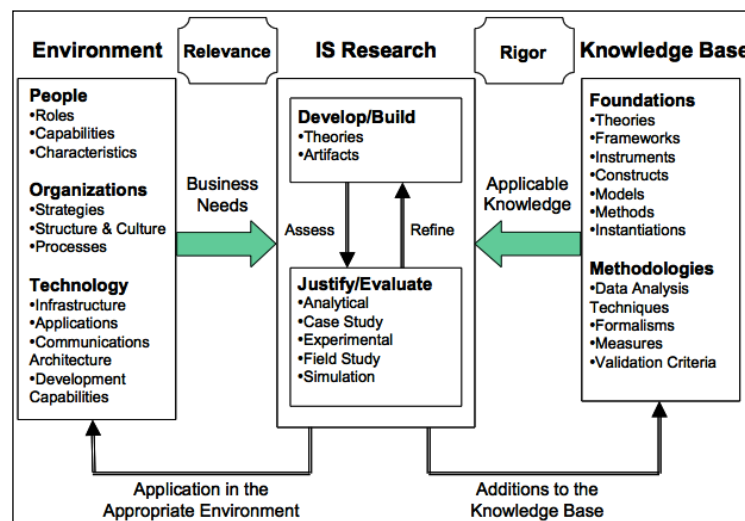 Environment
Relevance
IS Research
Rigor
Knowledge Base
People
•Roles
•Capabilities
•Characteristics
Organizations
•Strategies
•Structure & Culture
•Processes
Technology
•Infrastructure
•Applications
•Communications
Architecture
•Development
Capabilities
Business
Needs
Develop/Build
•Theories
•Artifacts
Assess
Refine
Justify/Evaluate
•Analytical
•Case Study
•Experimental
•Field Study
•Simulation
Applicable
Knowledge
Foundations
•Theories
•Frameworks
•Instruments
•Constructs
•Models
•Methods
•Instantiations
Methodologies
•Data Analysis
Techniques
•Formalisms
•Measures
•Validation Criteria
Application in the
Appropriate Environment
Additions to the
Knowledge Base